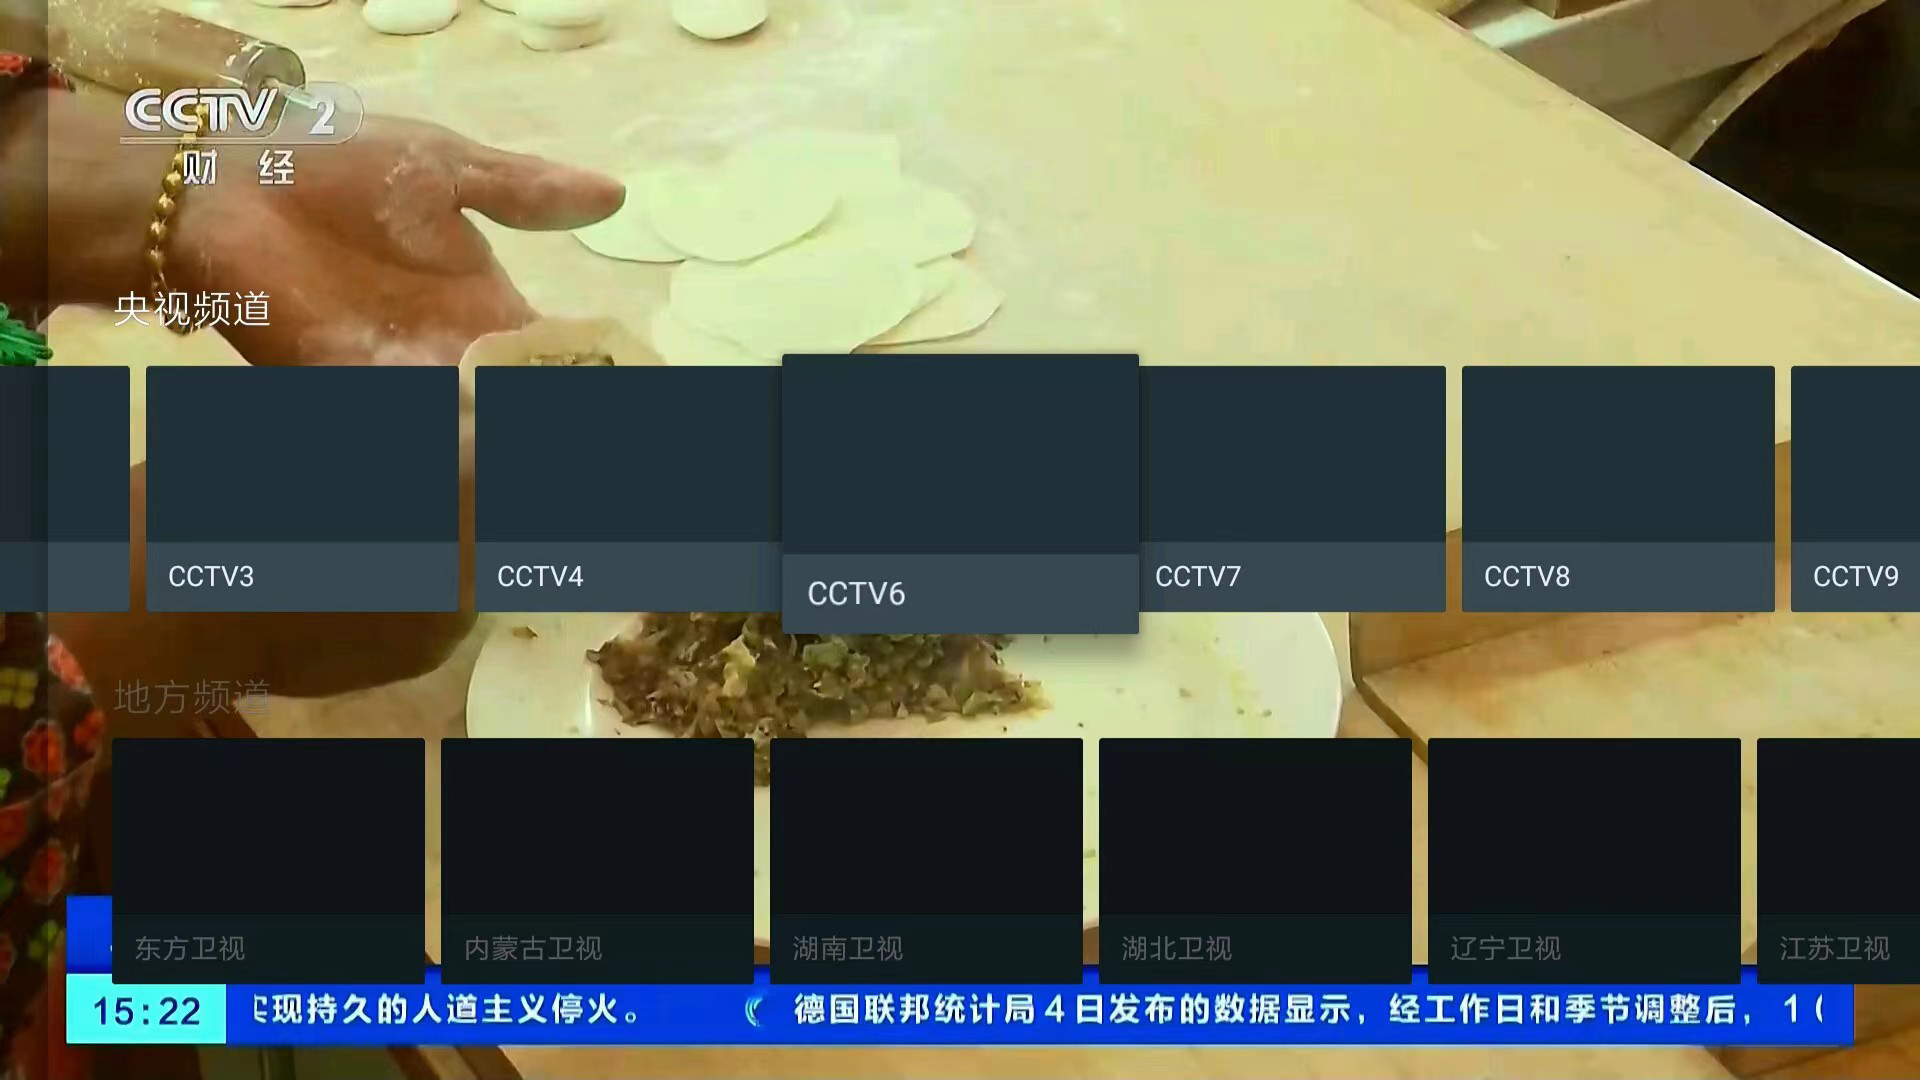 CCTV 2
财 经
央视频道
CCTV3
CCTV4
CCTV6
CCTV7
CCTV8
CCTV9
地方频道
东方卫视
内蒙古卫视
湖南卫视
湖北卫视
辽宁卫视
江苏卫视
15:22
现持久的人道主义停火。 德国联邦统计局4日发布的数据显示，经工作日和季节调整后，1